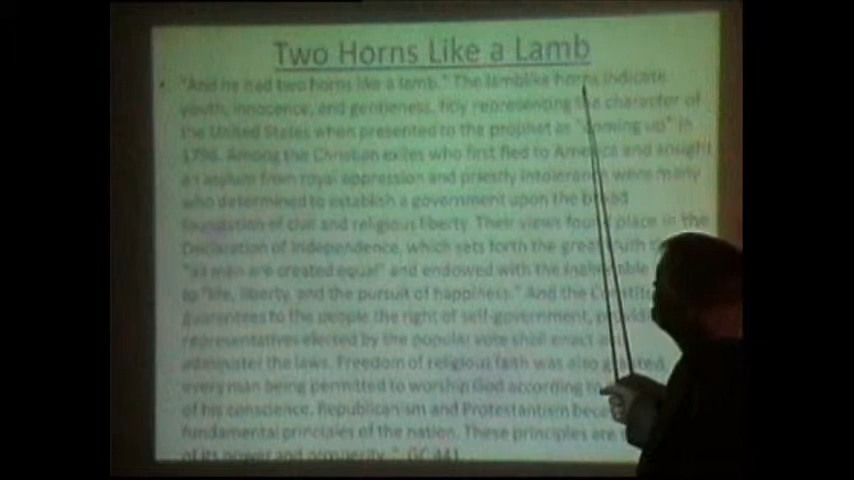 Two Horns Like a Lamb
• "And he had two horns like a lamb." The lamblike horns indicate
youth, innocence, and gentleness, fitly representing the character of
the United States when presented to the prophet as "coming up" in
1798. Among the Christian exiles who first fled to America and sought
an asylum from royal oppression and priestly intolerance were many
who determined to establish a government upon the broad
foundation of civil and religious liberty. Their views found place in the
Declaration of Independence, which sets forth the great truth
"all men are created equal" and endowed with the inalienable
to "life, liberty, and the pursuit of happiness." And the
guarantees to the people the right of self-government,
representatives elected by the popular vote shall enact
administer the laws. Freedom of religious faith was also granted,
every man being permitted to worship God according to
of his conscience. Republicanism and Protestantism
fundamental principles of the nation. These principles are
of its power and prosperity." GC 441.